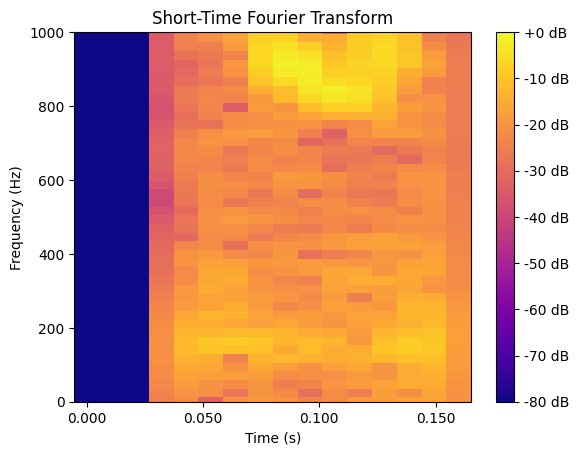 Short-Time Fourier Transform
Frequency (Hz)
1000
800
600
400
200
0
0.000
0.050
0.100
0.150
Time (s)
+0 dB
-10 dB
-20 dB
-30 dB
-40 dB
-50 dB
-60 dB
-70 dB
-80 dB